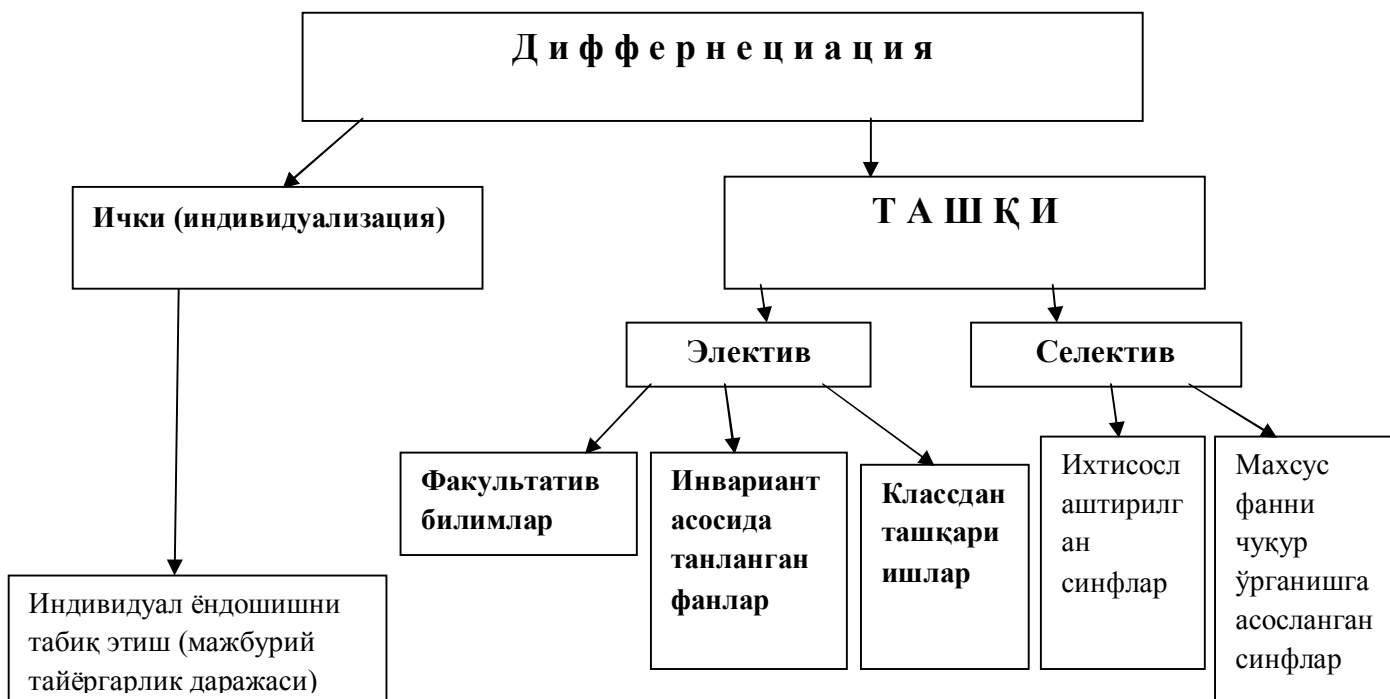 Д и ф ф е р н е ц и а ц и я
Ички (индивидуализация)
Т А Ш Қ И
Электив
Селектив
Факультатив
билимлар
Инвариант
асосида
танланган
фанлар
Классдан
ташқари
ишлар
Ихтисосл
аштирилг
ан
синфлар
Махсус
фанни
чуқур
ўрганишга
асосланган
синфлар
Индивидуал ёндошишни
табиқ этиш (мажбурий
тайёргарлик даражаси)